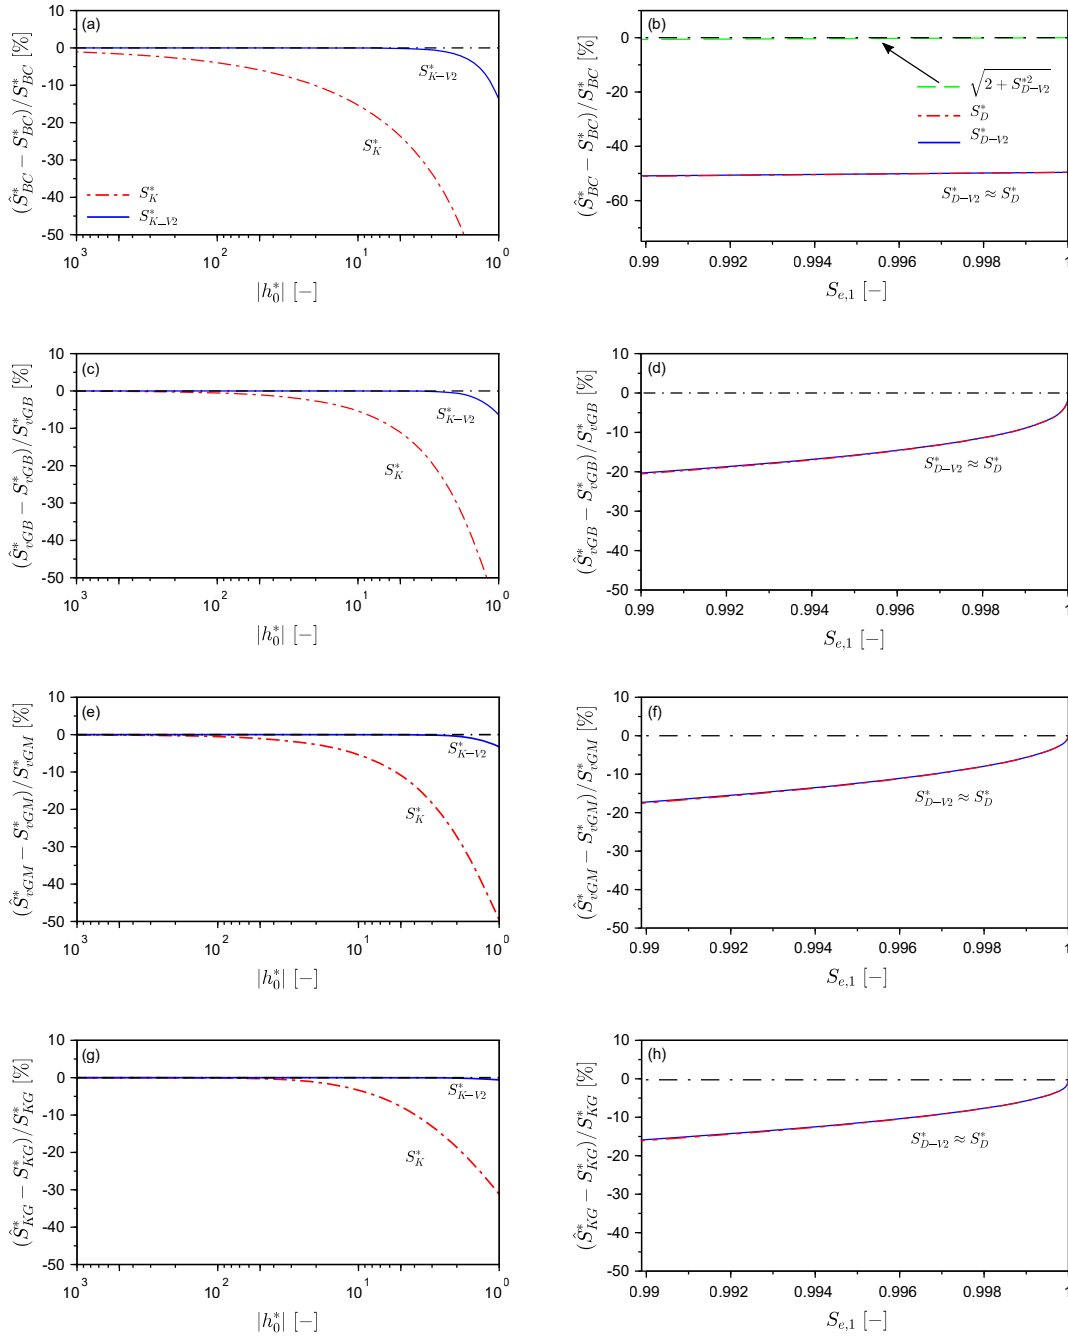 (a)
(Ŝ*_BC − S*_BC)/S*_BC [%]
10
0
-10
-20
-30
-40
-50
S*_K−V2
S*_K
S*_K
S*_K−V2
10^3
10^2
10^1
10^0
|h*_0| [−]
(b)
(Ŝ*_BC − S*_BC)/S*_BC [%]
0
-20
-40
-60
√(2 + S*2_D−V2)
S*_D
S*_D−V2
S*_D−V2 ≈ S*_D
0.99
0.992
0.994
0.996
0.998
1
S_e,1 [−]
(c)
(Ŝ*_vGB − S*_vGB)/S*_vGB [%]
10
0
-10
-20
-30
-40
-50
S*_K−V2
S*_K
10^3
10^2
10^1
10^0
|h*_0| [−]
(d)
(Ŝ*_vGB − S*_vGB)/S*_vGB [%]
10
0
-10
-20
-30
-40
-50
S*_D−V2 ≈ S*_D
0.99
0.992
0.994
0.996
0.998
1
S_e,1 [−]
(e)
(Ŝ*_vGM − S*_vGM)/S*_vGM [%]
10
0
-10
-20
-30
-40
-50
S*_K−V2
S*_K
10^3
10^2
10^1
10^0
|h*_0| [−]
(f)
(Ŝ*_vGM − S*_vGM)/S*_vGM [%]
10
0
-10
-20
-30
-40
-50
S*_D−V2 ≈ S*_D
0.99
0.992
0.994
0.996
0.998
1
S_e,1 [−]
(g)
(Ŝ*_KG − S*_KG)/S*_KG [%]
10
0
-10
-20
-30
-40
-50
S*_K−V2
S*_K
10^3
10^2
10^1
10^0
|h*_0| [−]
(h)
(Ŝ*_KG − S*_KG)/S*_KG [%]
10
0
-10
-20
-30
-40
-50
S*_D−V2 ≈ S*_D
0.99
0.992
0.994
0.996
0.998
1
S_e,1 [−]